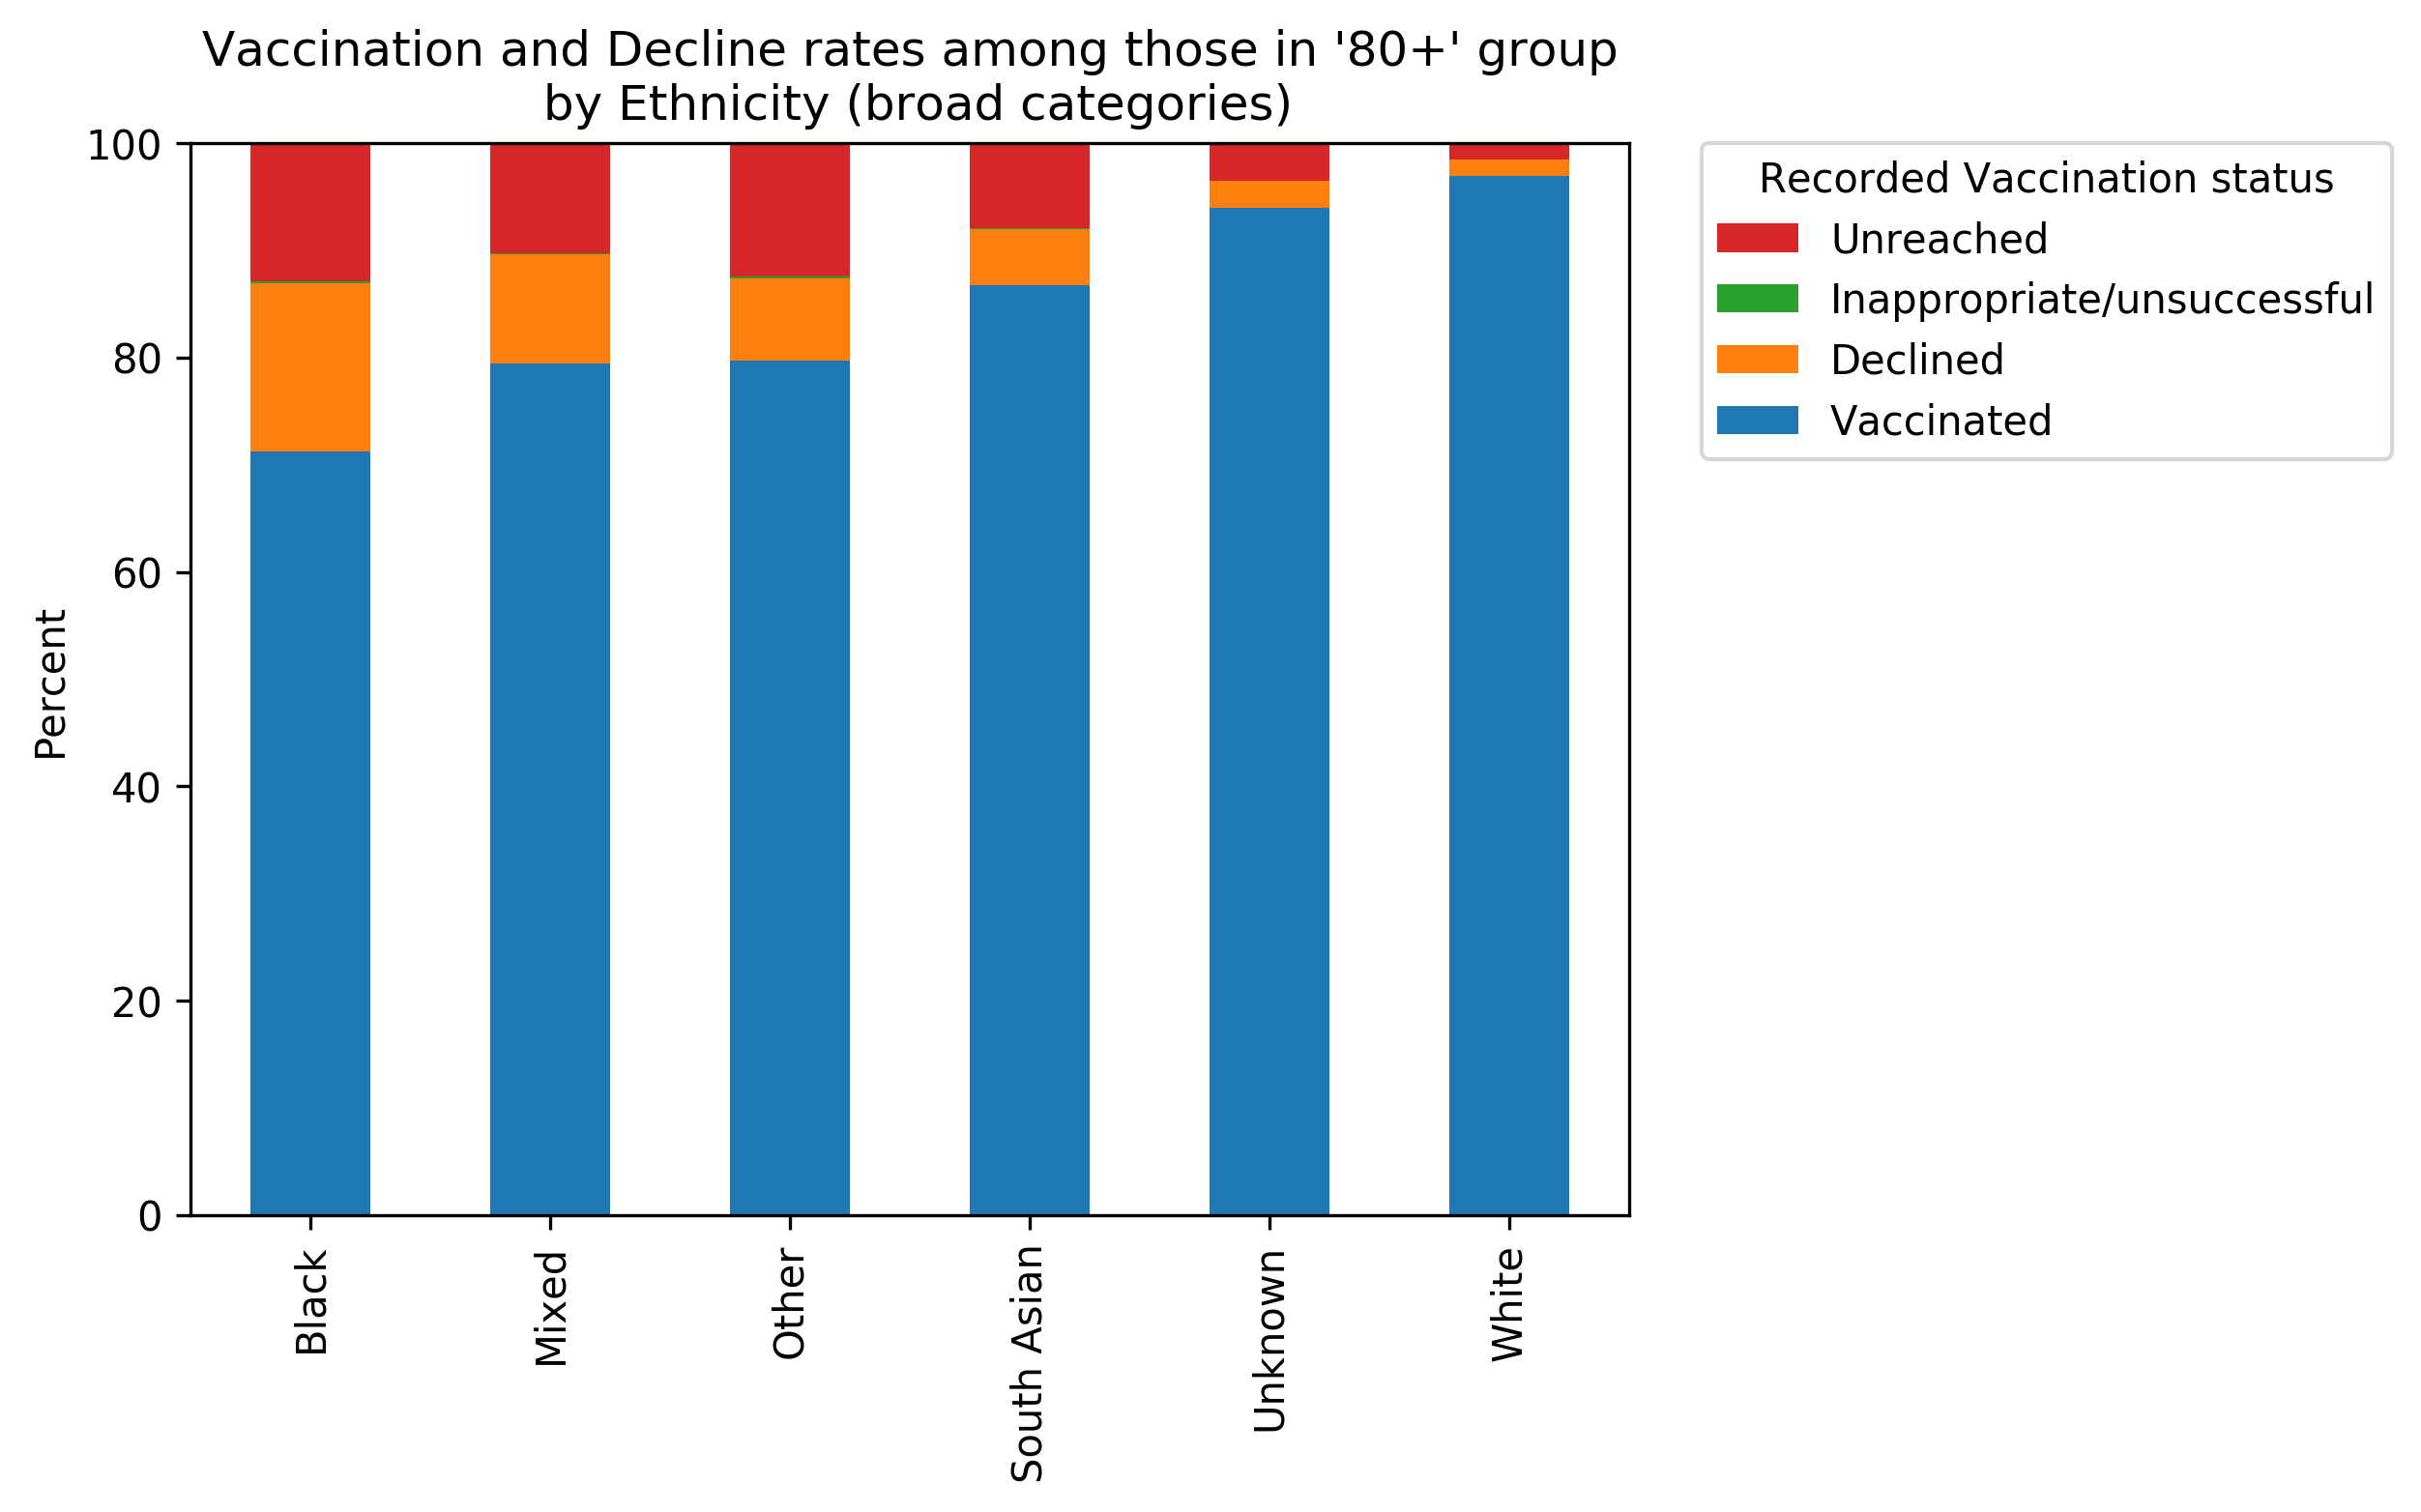 Vaccination and Decline rates among those in '80+' group
by Ethnicity (broad categories)
100
80
60
40
20
0
Percent
Black
Mixed
Other
South Asian
Unknown
White
Recorded Vaccination status
Unreached
Inappropriate/unsuccessful
Declined
Vaccinated